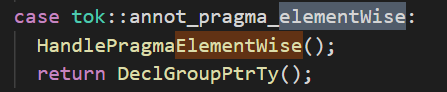 case tok::annot_pragma_elementWise:
HandlePragmaElementWise();
return DeclGroupPtrTy();